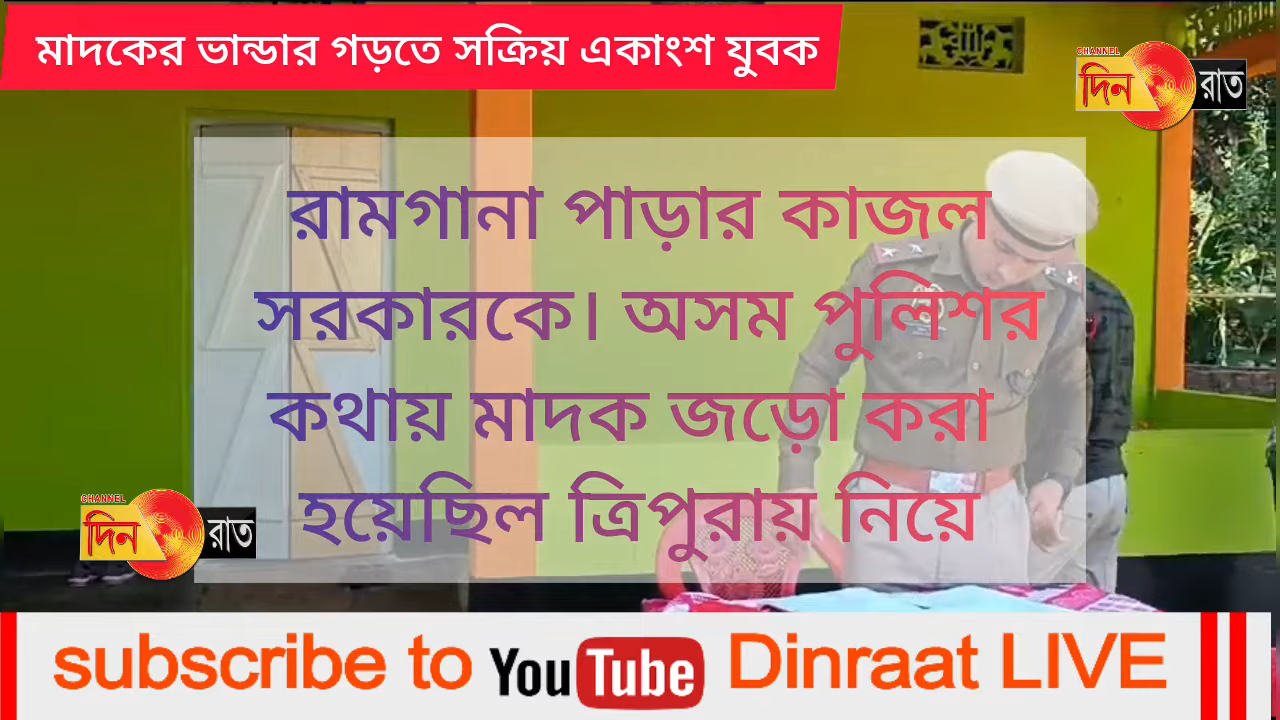 মাদকের ভান্ডার গড়তে সক্রিয় একাংশ যুবক
CHANNEL
দিন রাত
রামগানা পাড়ার কাজল
সরকারকে। অসম পুলিশর
কথায় মাদক জড়ো করা
হয়েছিল ত্রিপুরায় নিয়ে
CHANNEL
দিন রাত
subscribe to YouTube Dinraat LIVE